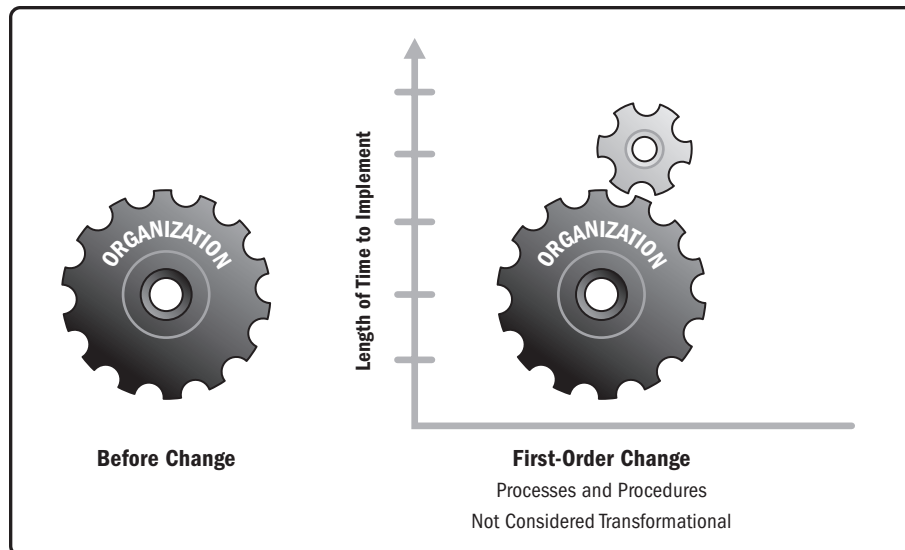 ORGANIZATION
Before Change
Length of Time to Implement
ORGANIZATION
First-Order Change
Processes and Procedures
Not Considered Transformational